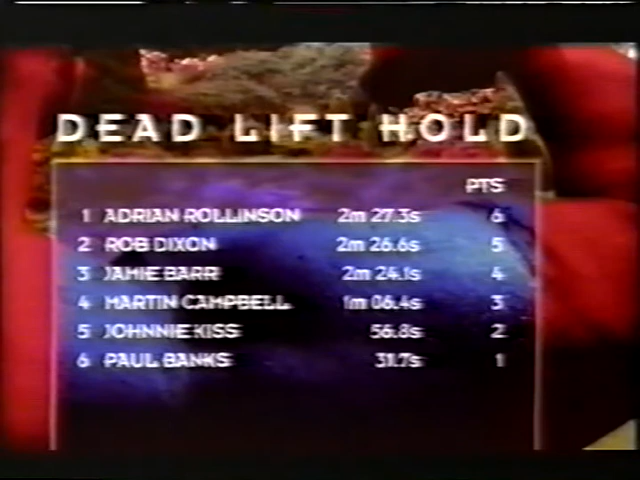 DEAD LIFT HOLD
PTS
1 ADRIAN ROLLINSON 2m 27.3s 6
2 ROB DIXON 2m 26.6s 5
3 JAMIE BARR 2m 24.1s 4
4 MARTIN CAMPBELL 1m 06.4s 3
5 JOHNNIE KISS 56.8s 2
6 PAUL BANKS 31.7s 1